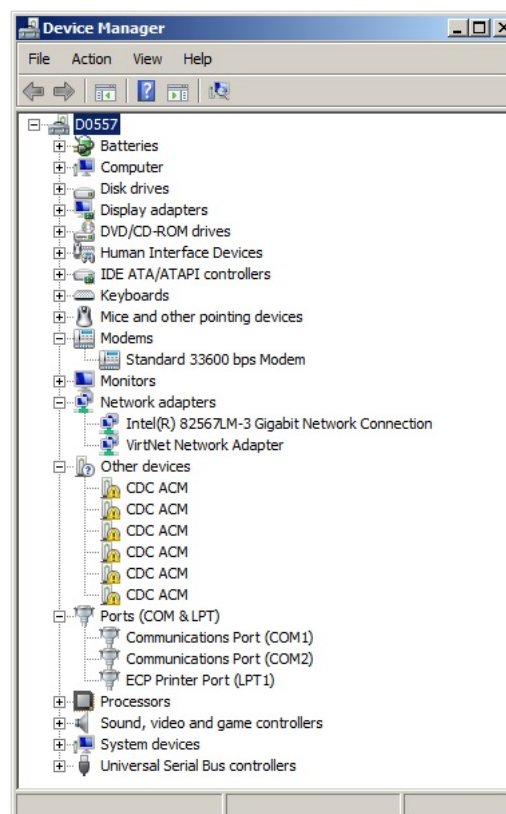 Device Manager
File Action View Help
D0557
Batteries
Computer
Disk drives
Display adapters
DVD/CD-ROM drives
Human Interface Devices
IDE ATA/ATAPI controllers
Keyboards
Mice and other pointing devices
Modems
Standard 33600 bps Modem
Monitors
Network adapters
Intel(R) 82567LM-3 Gigabit Network Connection
VirtNet Network Adapter
Other devices
CDC ACM
CDC ACM
CDC ACM
CDC ACM
CDC ACM
CDC ACM
Ports (COM & LPT)
Communications Port (COM1)
Communications Port (COM2)
ECP Printer Port (LPT1)
Processors
Sound, video and game controllers
System devices
Universal Serial Bus controllers